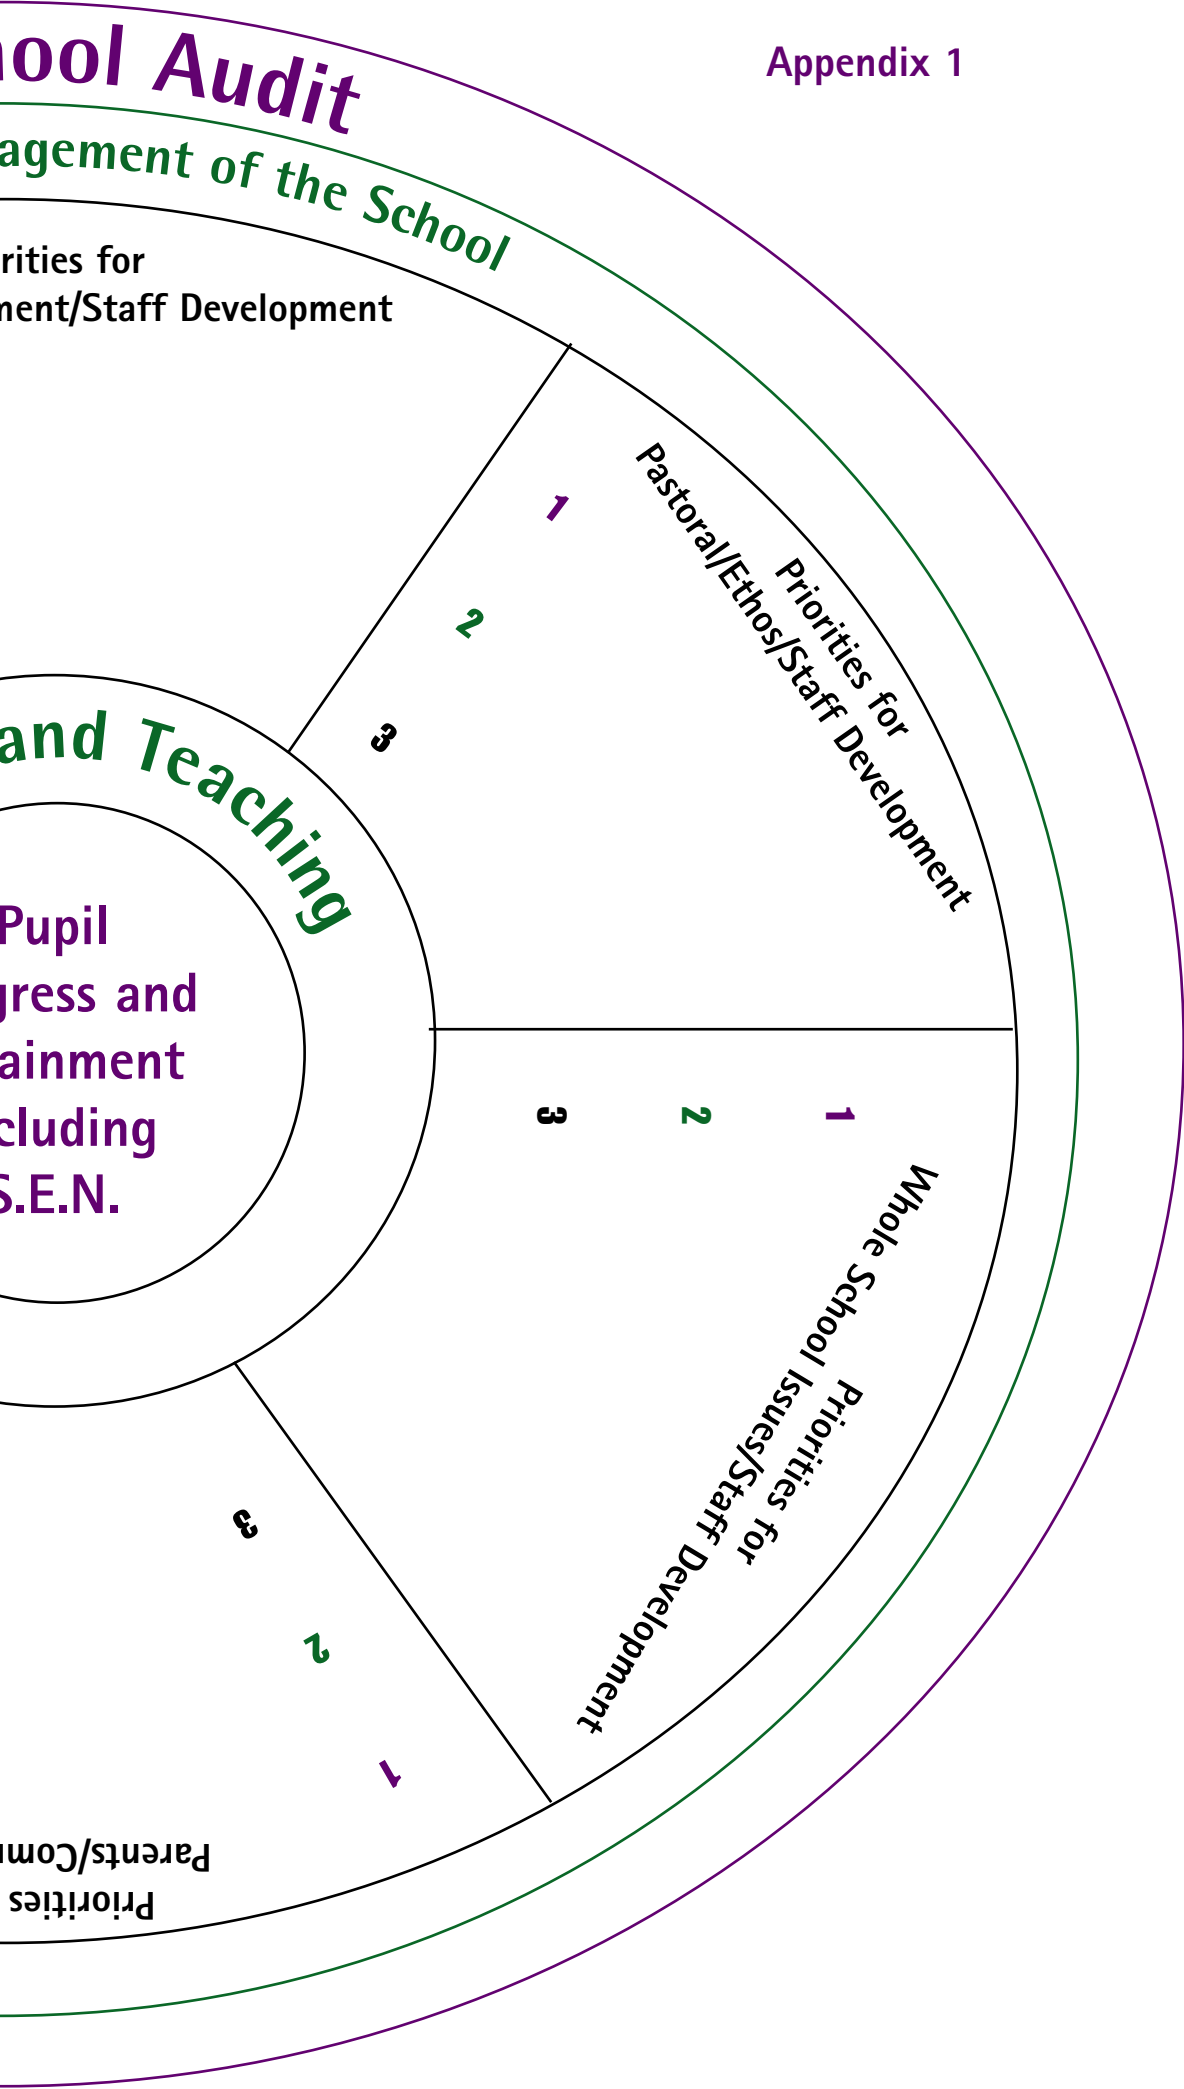 Appendix 1
ool Audit
agement of the School
rities for
ment/Staff Development
1
2
3
Priorities for
Pastoral/Ethos/Staff Development
and Teaching
Pupil
gress and
ainment
cluding
S.E.N.
3
2
1
Priorities for
Whole School Issues/Staff Development
3
2
1
Parents/Com
Priorities